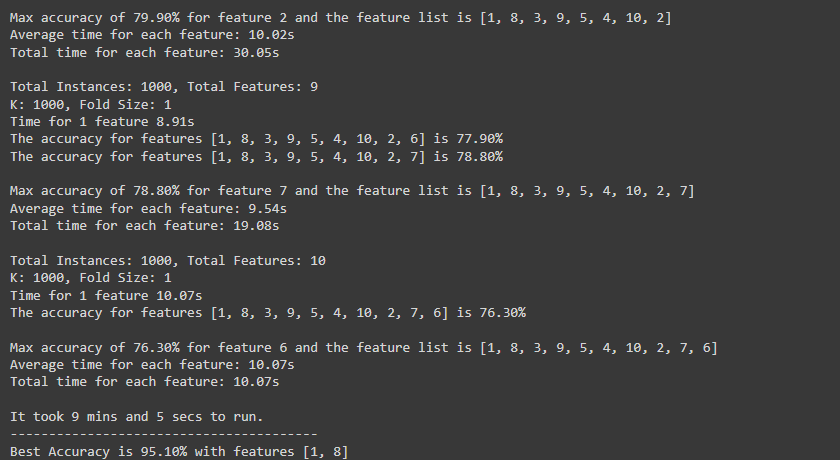 Max accuracy of 79.90% for feature 2 and the feature list is [1, 8, 3, 9, 5, 4, 10, 2]
Average time for each feature: 10.02s
Total time for each feature: 30.05s
Total Instances: 1000, Total Features: 9
K: 1000, Fold Size: 1
Time for 1 feature 8.91s
The accuracy for features [1, 8, 3, 9, 5, 4, 10, 2, 6] is 77.90%
The accuracy for features [1, 8, 3, 9, 5, 4, 10, 2, 7] is 78.80%
Max accuracy of 78.80% for feature 7 and the feature list is [1, 8, 3, 9, 5, 4, 10, 2, 7]
Average time for each feature: 9.54s
Total time for each feature: 19.08s
Total Instances: 1000, Total Features: 10
K: 1000, Fold Size: 1
Time for 1 feature 10.07s
The accuracy for features [1, 8, 3, 9, 5, 4, 10, 2, 7, 6] is 76.30%
Max accuracy of 76.30% for feature 6 and the feature list is [1, 8, 3, 9, 5, 4, 10, 2, 7, 6]
Average time for each feature: 10.07s
Total time for each feature: 10.07s
It took 9 mins and 5 secs to run.
----------------------------------------
Best Accuracy is 95.10% with features [1, 8]